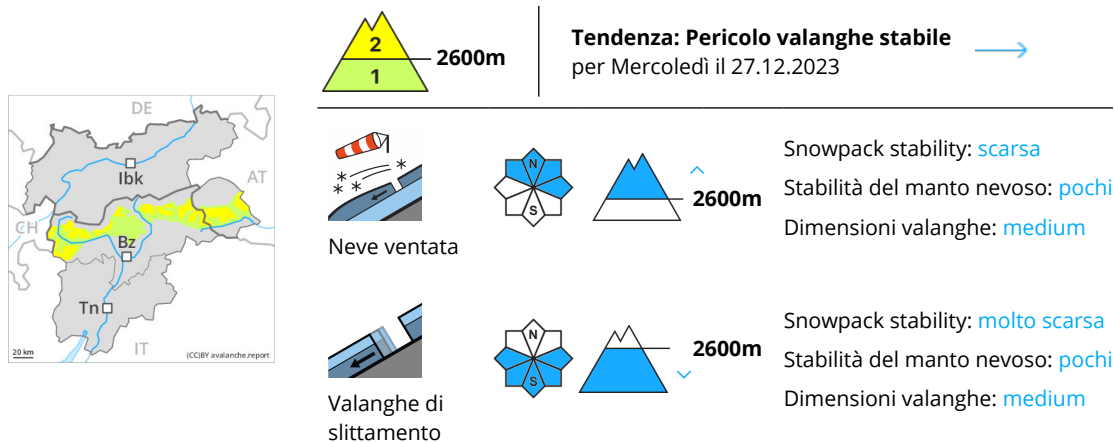 2
1
2600m
Tendenza: Pericolo valanghe stabile
per Mercoledì il 27.12.2023
DE
Ibk
AT
CH
Bz
Tn
IT
20 km
(CC)BY avalanche.report
N
S
2600m
Neve ventata
Snowpack stability: scarsa
Stabilità del manto nevoso: pochi
Dimensioni valanghe: medium
N
S
2600m
Valanghe di
slittamento
Snowpack stability: molto scarsa
Stabilità del manto nevoso: pochi
Dimensioni valanghe: medium